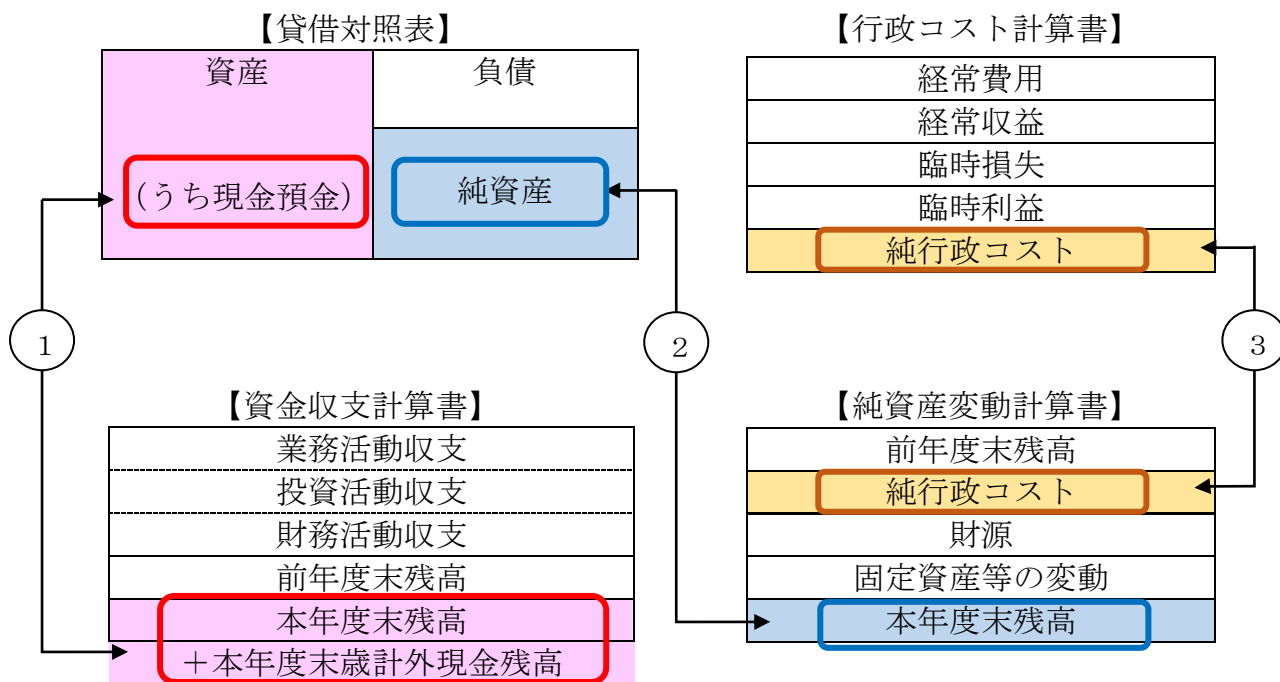 【貸借対照表】
資産
負債
(うち現金預金)
純資産
【行政コスト計算書】
経常費用
経常収益
臨時損失
臨時利益
純行政コスト
1
2
3
【資金収支計算書】
業務活動収支
投資活動収支
財務活動収支
前年度末残高
本年度末残高
＋本年度末歳計外現金残高
【純資産変動計算書】
前年度末残高
純行政コスト
財源
固定資産等の変動
本年度末残高